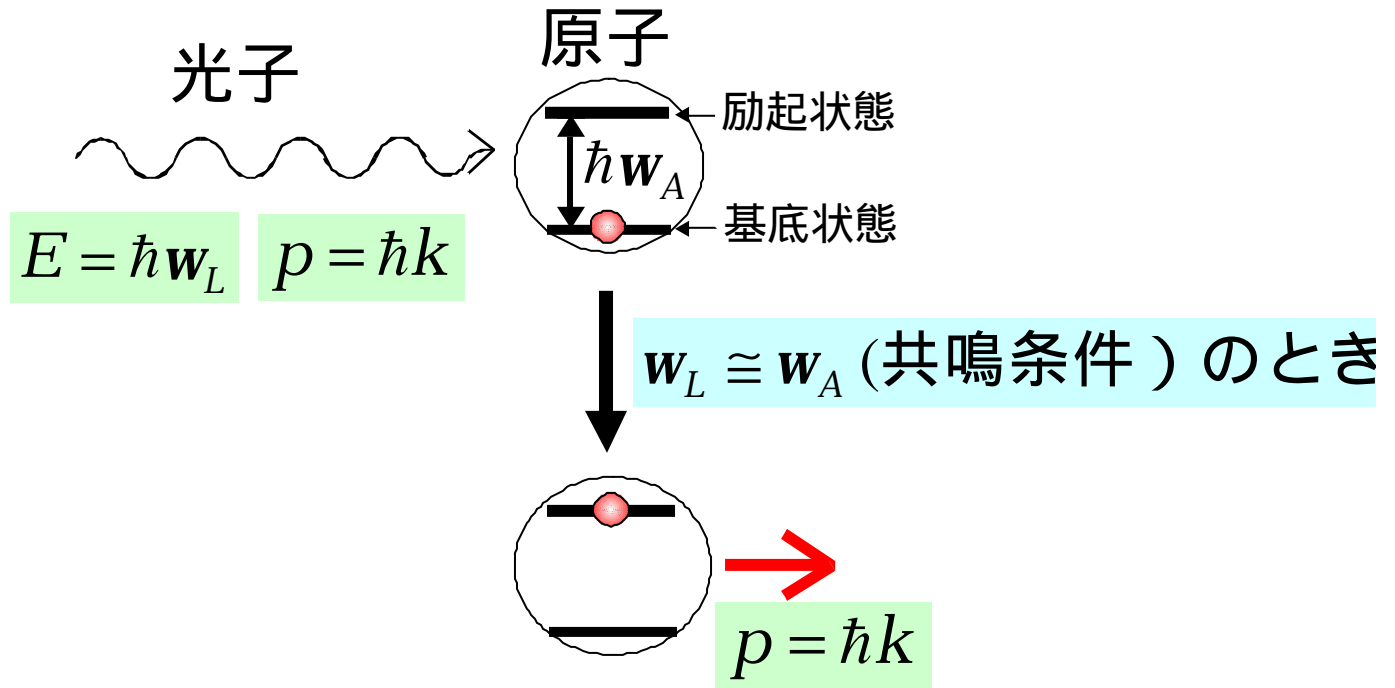 原子
光子
励起状態
ħw_A
基底状態
E = ħw_L
p = ħk
w_L ≅ w_A (共鳴条件）のとき
p = ħk